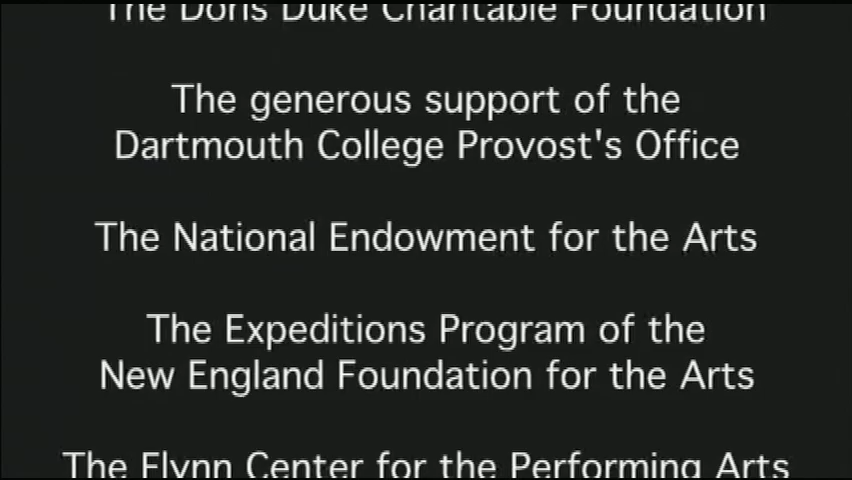 The Doris Duke Charitable Foundation
The generous support of the
Dartmouth College Provost's Office
The National Endowment for the Arts
The Expeditions Program of the
New England Foundation for the Arts
The Flynn Center for the Performing Arts